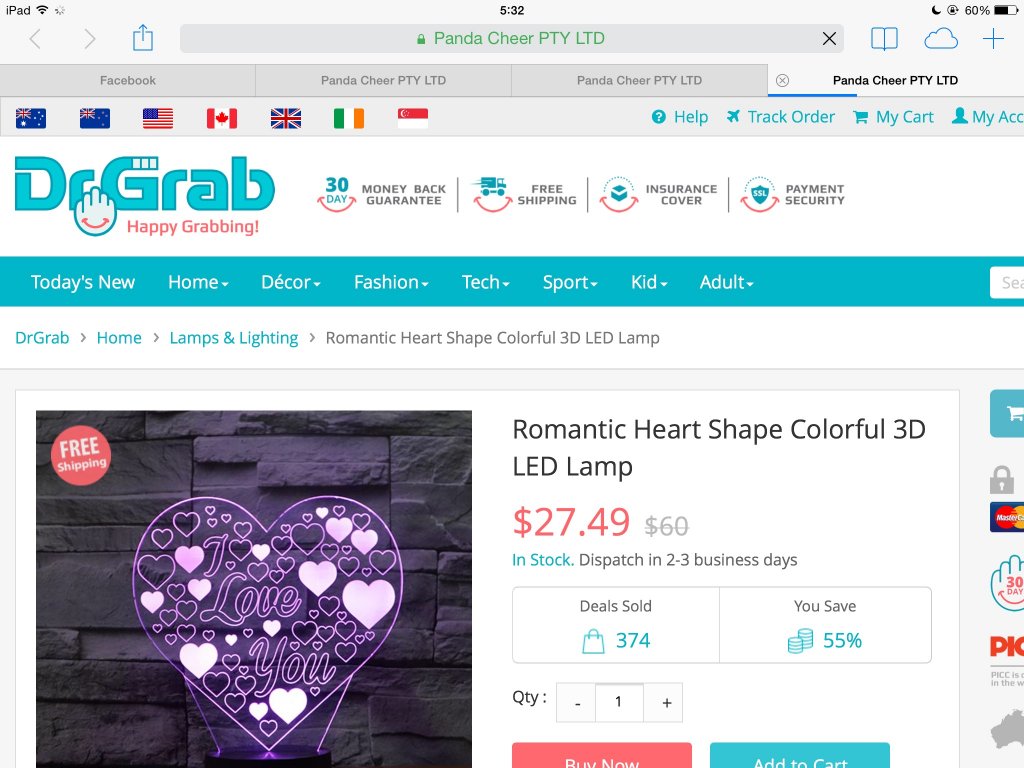 iPad 5:32 60%
Panda Cheer PTY LTD
Facebook Panda Cheer PTY LTD Panda Cheer PTY LTD Panda Cheer PTY LTD
Help Track Order My Cart My Acc
DrGrab
Happy Grabbing!
30 DAY MONEY BACK GUARANTEE
FREE SHIPPING
INSURANCE COVER
SSL PAYMENT SECURITY
Today's New Home Décor Fashion Tech Sport Kid Adult Sea
DrGrab > Home > Lamps & Lighting > Romantic Heart Shape Colorful 3D LED Lamp
FREE
Shipping
I
Love
You
Romantic Heart Shape Colorful 3D
LED Lamp
$27.49 $60
In Stock. Dispatch in 2-3 business days
Deals Sold You Save
374 55%
Qty : - 1 +
Buy Now Add to Cart
MasterCa
30
DAY
PIC
PICC is
in the w